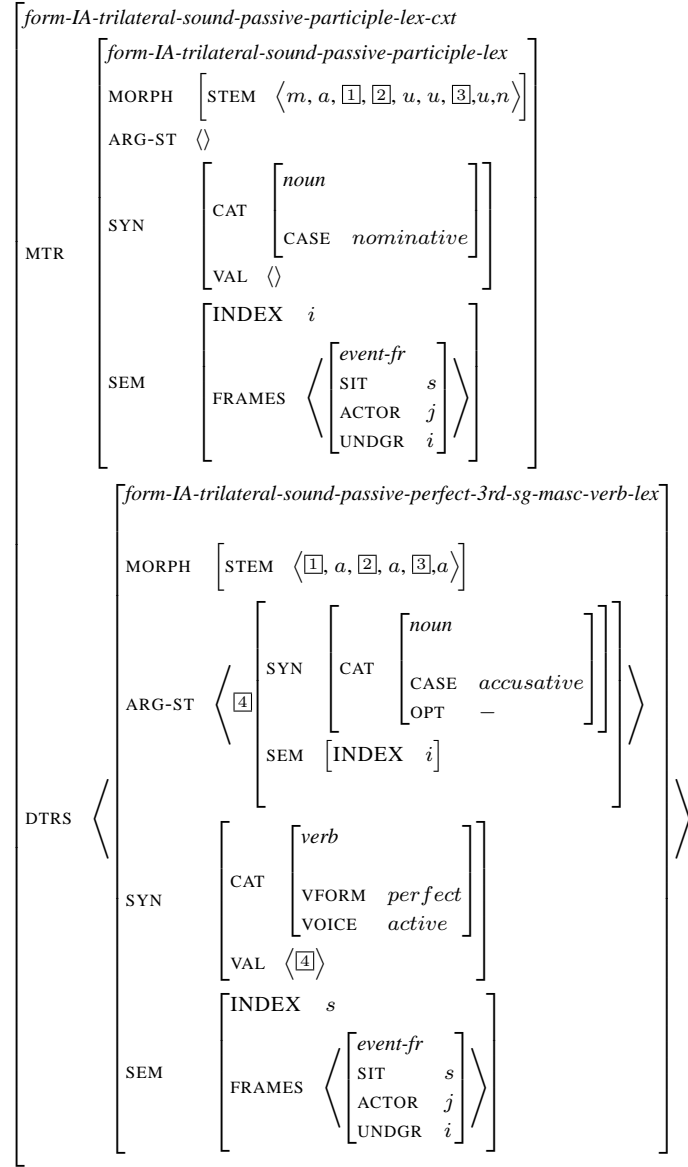 form-IA-trilateral-sound-passive-participle-lex-cxt
form-IA-trilateral-sound-passive-participle-lex
MORPH [STEM ⟨m, a, 1, 2, u, u, 3,u,n⟩]
ARG-ST ⟨⟩
noun
CAT
SYN
CASE nominative
MTR
VAL ⟨⟩
INDEX i
event-fr
SIT s
SEM
FRAMES
ACTOR j
UNDGR i
form-IA-trilateral-sound-passive-perfect-3rd-sg-masc-verb-lex
MORPH [STEM ⟨1, a, 2, a, 3,a⟩]
noun
SYN CAT
CASE accusative
ARG-ST 4
OPT −
SEM [INDEX i]
DTRS
verb
CAT
VFORM perfect
SYN
VOICE active
VAL ⟨4⟩
INDEX s
event-fr
SIT s
SEM
FRAMES
ACTOR j
UNDGR i